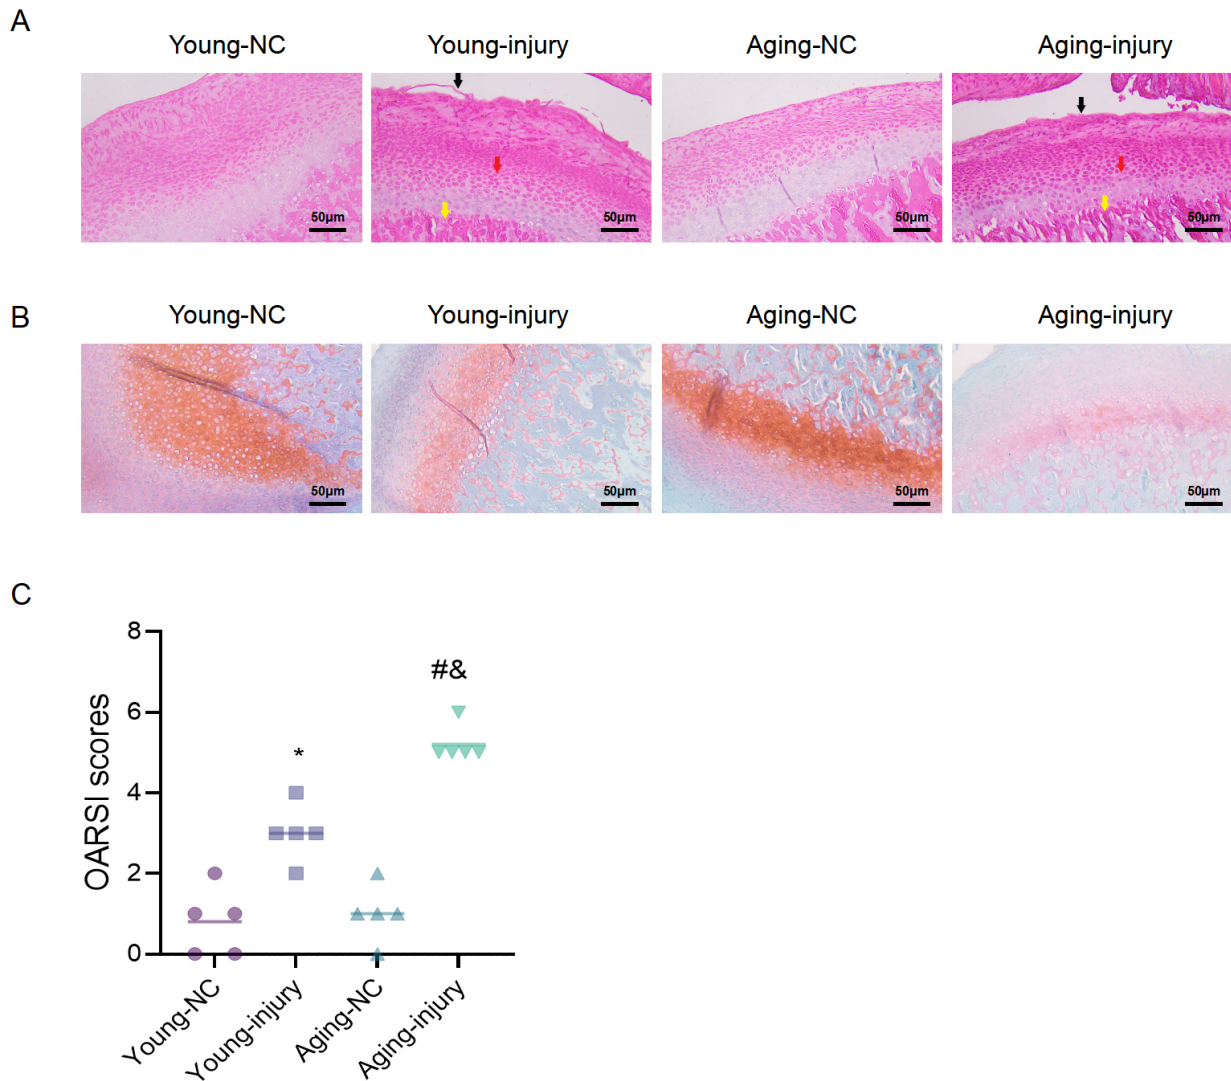 A
Young-NC Young-injury Aging-NC Aging-injury
50μm 50μm 50μm 50μm
B
Young-NC Young-injury Aging-NC Aging-injury
50μm 50μm 50μm 50μm
C
OARSI scores
8
6
4
2
0
*
#&
Young-NC
Young-injury
Aging-NC
Aging-injury